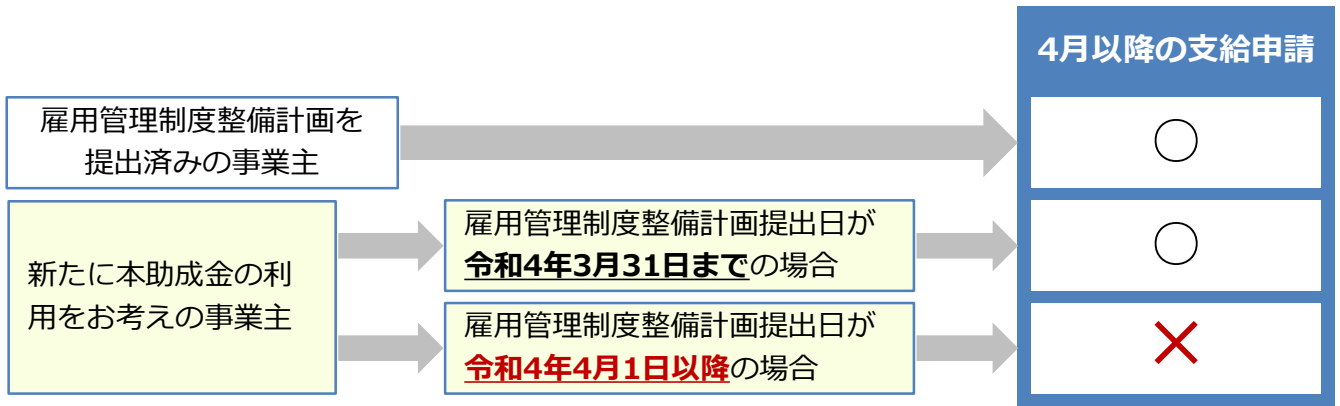 4月以降の支給申請
雇用管理制度整備計画を
提出済みの事業主
○
新たに本助成金の利
用をお考えの事業主
雇用管理制度整備計画提出日が
令和4年3月31日までの場合
○
雇用管理制度整備計画提出日が
令和4年4月1日以降の場合
×